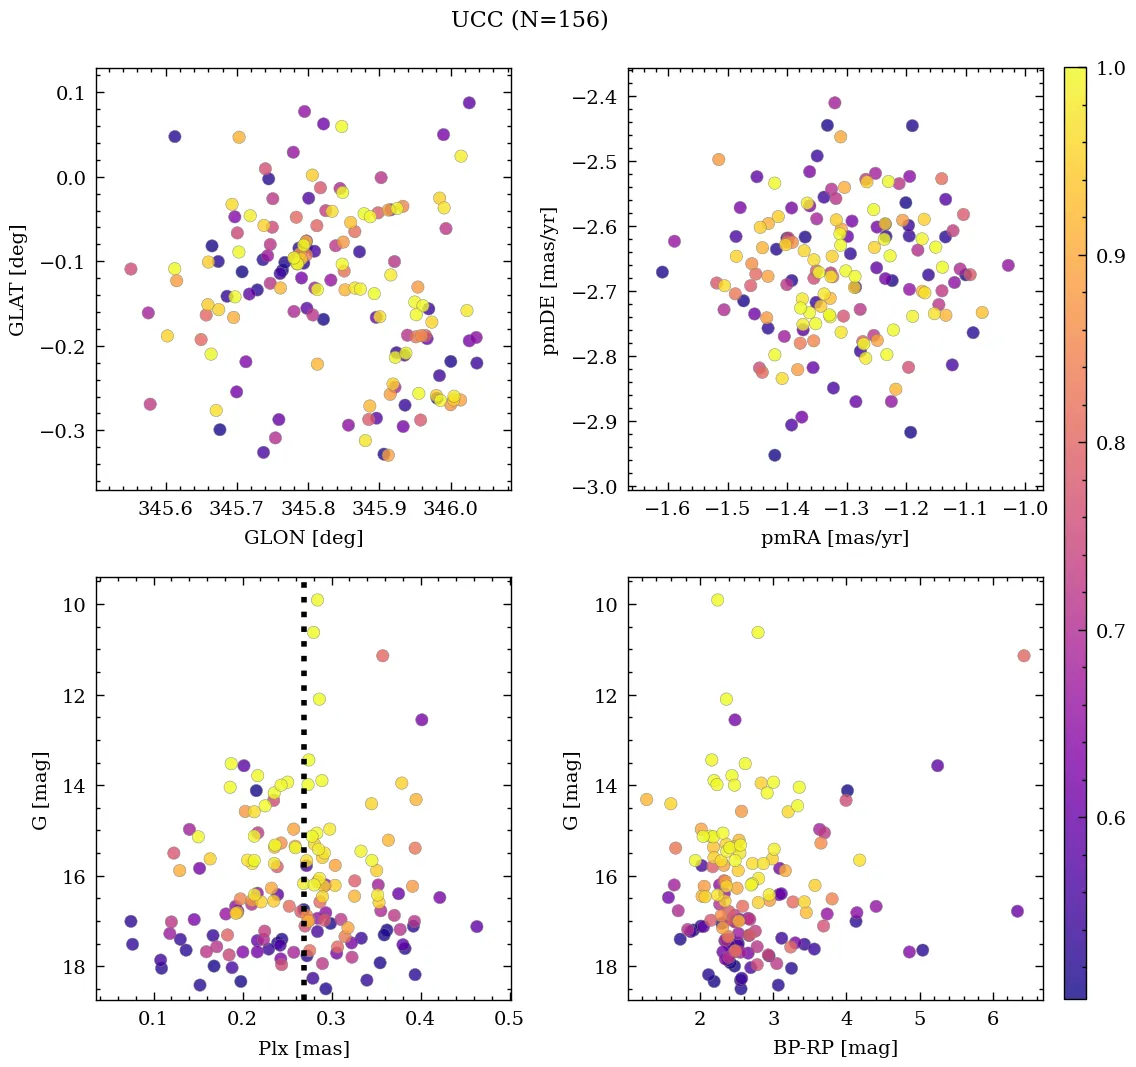 UCC (N=156)
0.1
0.0
−0.1
−0.2
−0.3
GLAT [deg]
345.6 345.7 345.8 345.9 346.0
GLON [deg]
−2.4
−2.5
−2.6
−2.7
−2.8
−2.9
−3.0
pmDE [mas/yr]
−1.6 −1.5 −1.4 −1.3 −1.2 −1.1 −1.0
pmRA [mas/yr]
1.0
0.9
0.8
0.7
0.6
10
12
14
16
18
G [mag]
0.1 0.2 0.3 0.4 0.5
Plx [mas]
10
12
14
16
18
G [mag]
2 3 4 5 6
BP-RP [mag]